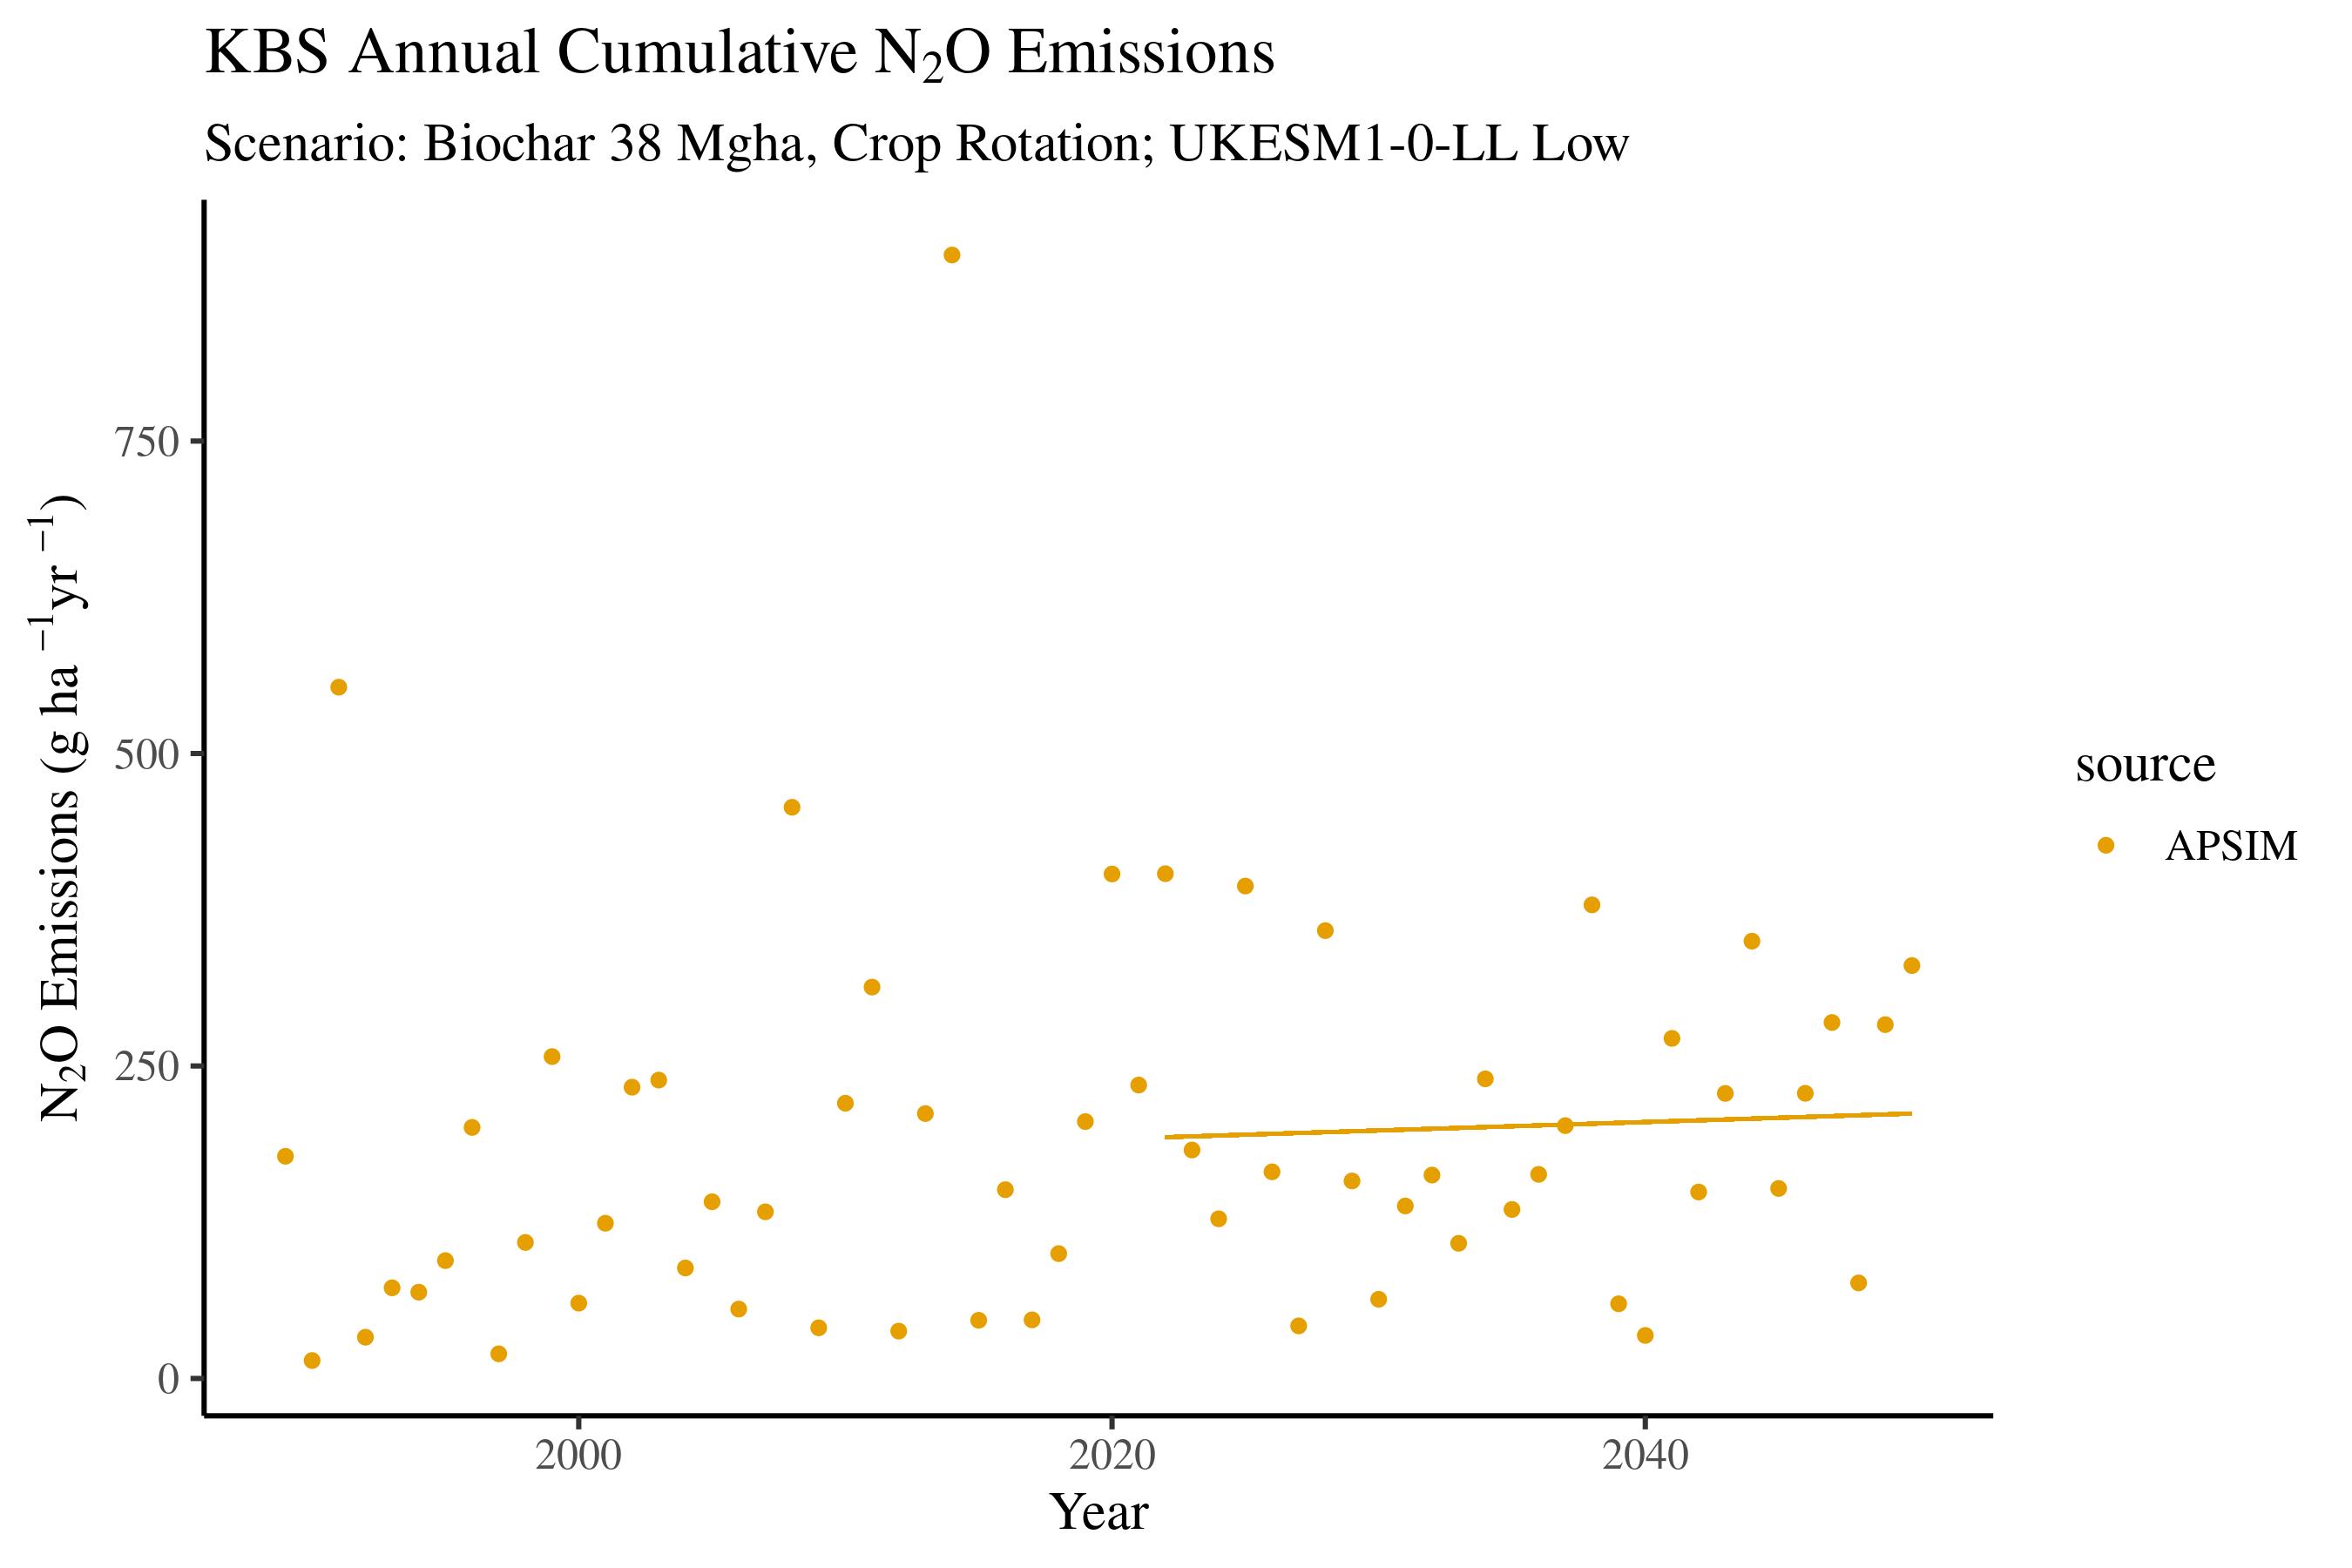 KBS Annual Cumulative N₂O Emissions
Scenario: Biochar 38 Mgha, Crop Rotation; UKESM1-0-LL Low
N₂O Emissions (g ha⁻¹yr⁻¹)
750
500
250
0
2000 2020 2040
Year
source
APSIM